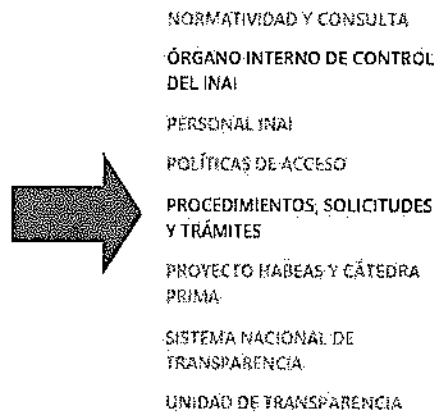 NORMATIVIDAD Y CONSULTA
ÓRGANO INTERNO DE CONTROL
DEL INAI
PERSONAL INAI
POLÍTICAS DE ACCESO
PROCEDIMIENTOS, SOLICITUDES
Y TRÁMITES
PROYECTO HABEAS Y CÁTEDRA
PRIMA
SISTEMA NACIONAL DE
TRANSPARENCIA
UNIDAD DE TRANSPARENCIA